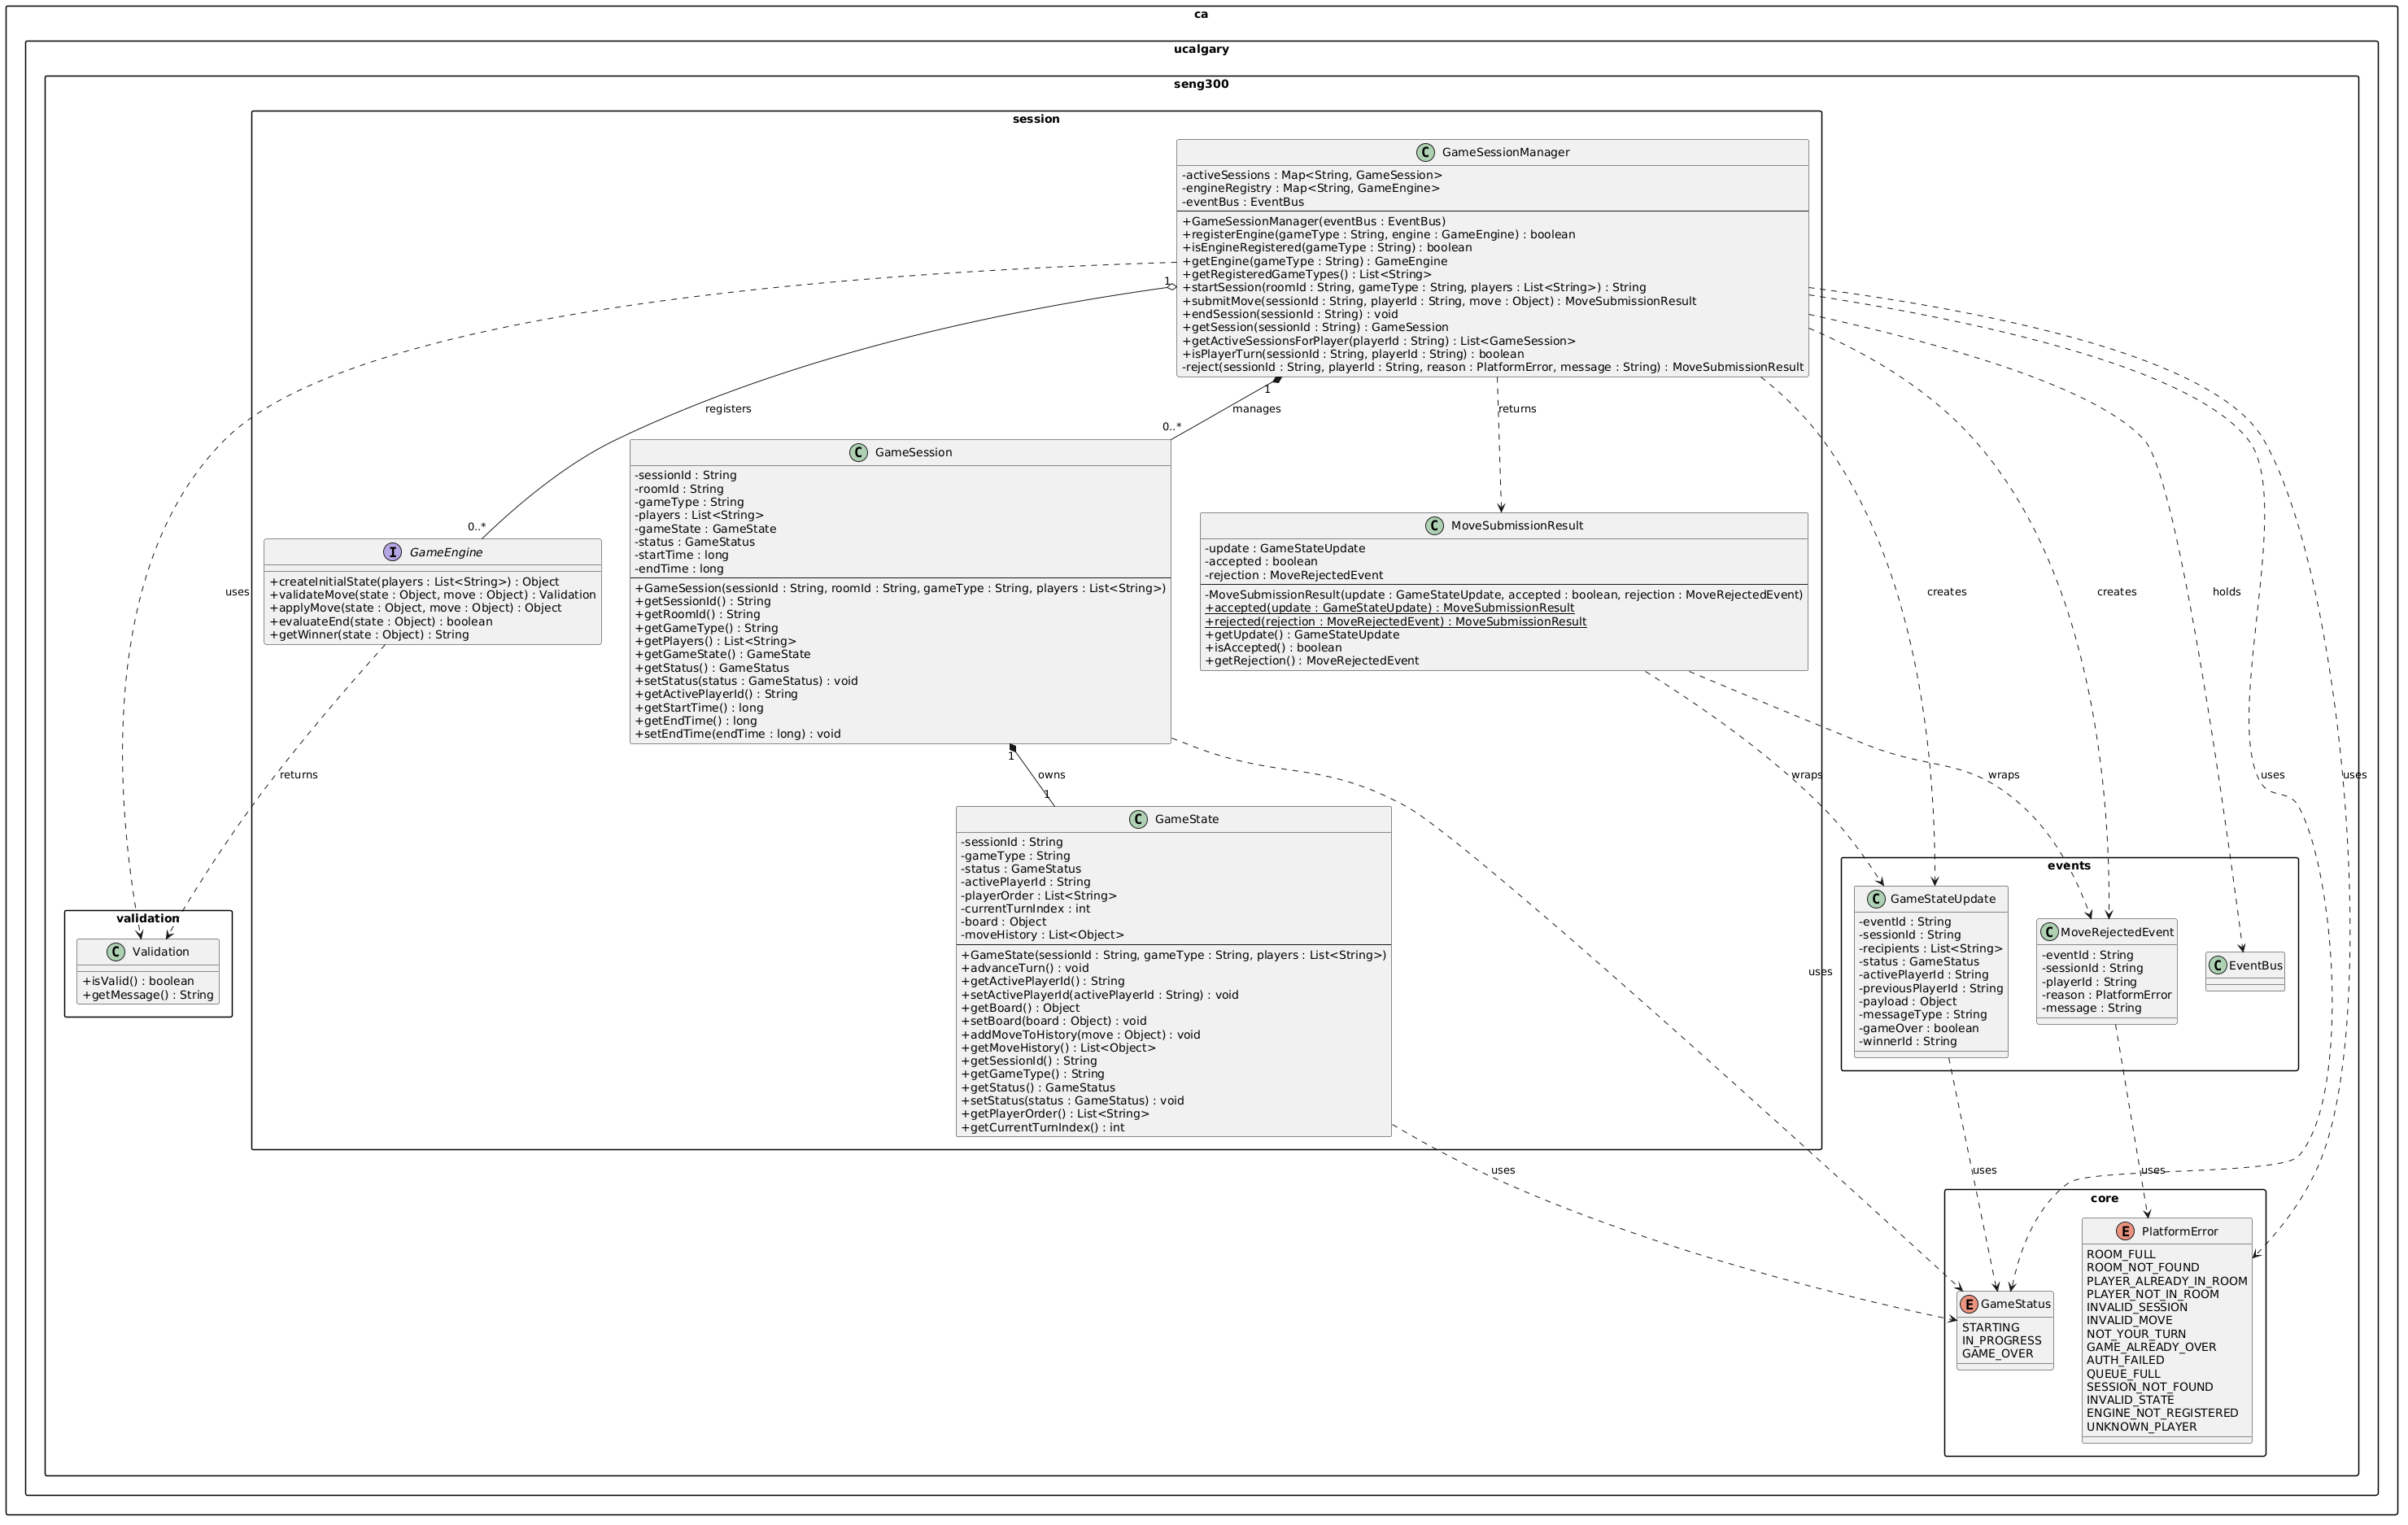 ca
ucalgary
seng300
session
GameSessionManager
-activeSessions : Map<String, GameSession>
-engineRegistry : Map<String, GameEngine>
-eventBus : EventBus
+GameSessionManager(eventBus : EventBus)
+registerEngine(gameType : String, engine : GameEngine) : boolean
+isEngineRegistered(gameType : String) : boolean
+getEngine(gameType : String) : GameEngine
+getRegisteredGameTypes() : List<String>
+startSession(roomId : String, gameType : String, players : List<String>) : String
+submitMove(sessionId : String, playerId : String, move : Object) : MoveSubmissionResult
+endSession(sessionId : String) : void
+getSession(sessionId : String) : GameSession
+getActiveSessionsForPlayer(playerId : String) : List<GameSession>
+isPlayerTurn(sessionId : String, playerId : String) : boolean
-reject(sessionId : String, playerId : String, reason : PlatformError, message : String) : MoveSubmissionResult
1
1
registers
manages
returns
0..*
0..*
GameSession
-sessionId : String
-roomId : String
-gameType : String
-players : List<String>
-gameState : GameState
-status : GameStatus
-startTime : long
-endTime : long
+GameSession(sessionId : String, roomId : String, gameType : String, players : List<String>)
+getSessionId() : String
+getRoomId() : String
+getGameType() : String
+getPlayers() : List<String>
+getGameState() : GameState
+getStatus() : GameStatus
+setStatus(status : GameStatus) : void
+getActivePlayerId() : String
+getStartTime() : long
+getEndTime() : long
+setEndTime(endTime : long) : void
GameEngine
+createInitialState(players : List<String>) : Object
+validateMove(state : Object, move : Object) : Validation
+applyMove(state : Object, move : Object) : Object
+evaluateEnd(state : Object) : boolean
+getWinner(state : Object) : String
MoveSubmissionResult
-update : GameStateUpdate
-accepted : boolean
-rejection : MoveRejectedEvent
-MoveSubmissionResult(update : GameStateUpdate, accepted : boolean, rejection : MoveRejectedEvent)
+accepted(update : GameStateUpdate) : MoveSubmissionResult
+rejected(rejection : MoveRejectedEvent) : MoveSubmissionResult
+getUpdate() : GameStateUpdate
+isAccepted() : boolean
+getRejection() : MoveRejectedEvent
uses
creates
creates
holds
returns
1
owns
1
wraps
wraps
uses
uses
GameState
-sessionId : String
-gameType : String
-status : GameStatus
-activePlayerId : String
-playerOrder : List<String>
-currentTurnIndex : int
-board : Object
-moveHistory : List<Object>
+GameState(sessionId : String, gameType : String, players : List<String>)
+advanceTurn() : void
+getActivePlayerId() : String
+setActivePlayerId(activePlayerId : String) : void
+getBoard() : Object
+setBoard(board : Object) : void
+addMoveToHistory(move : Object) : void
+getMoveHistory() : List<Object>
+getSessionId() : String
+getGameType() : String
+getStatus() : GameStatus
+setStatus(status : GameStatus) : void
+getPlayerOrder() : List<String>
+getCurrentTurnIndex() : int
validation
Validation
+isValid() : boolean
+getMessage() : String
events
GameStateUpdate
-eventId : String
-sessionId : String
-recipients : List<String>
-status : GameStatus
-activePlayerId : String
-previousPlayerId : String
-payload : Object
-messageType : String
-gameOver : boolean
-winnerId : String
MoveRejectedEvent
-eventId : String
-sessionId : String
-playerId : String
-reason : PlatformError
-message : String
EventBus
uses
uses
uses
uses
core
GameStatus
STARTING
IN_PROGRESS
GAME_OVER
PlatformError
ROOM_FULL
ROOM_NOT_FOUND
PLAYER_ALREADY_IN_ROOM
PLAYER_NOT_IN_ROOM
INVALID_SESSION
INVALID_MOVE
NOT_YOUR_TURN
GAME_ALREADY_OVER
AUTH_FAILED
QUEUE_FULL
SESSION_NOT_FOUND
INVALID_STATE
ENGINE_NOT_REGISTERED
UNKNOWN_PLAYER